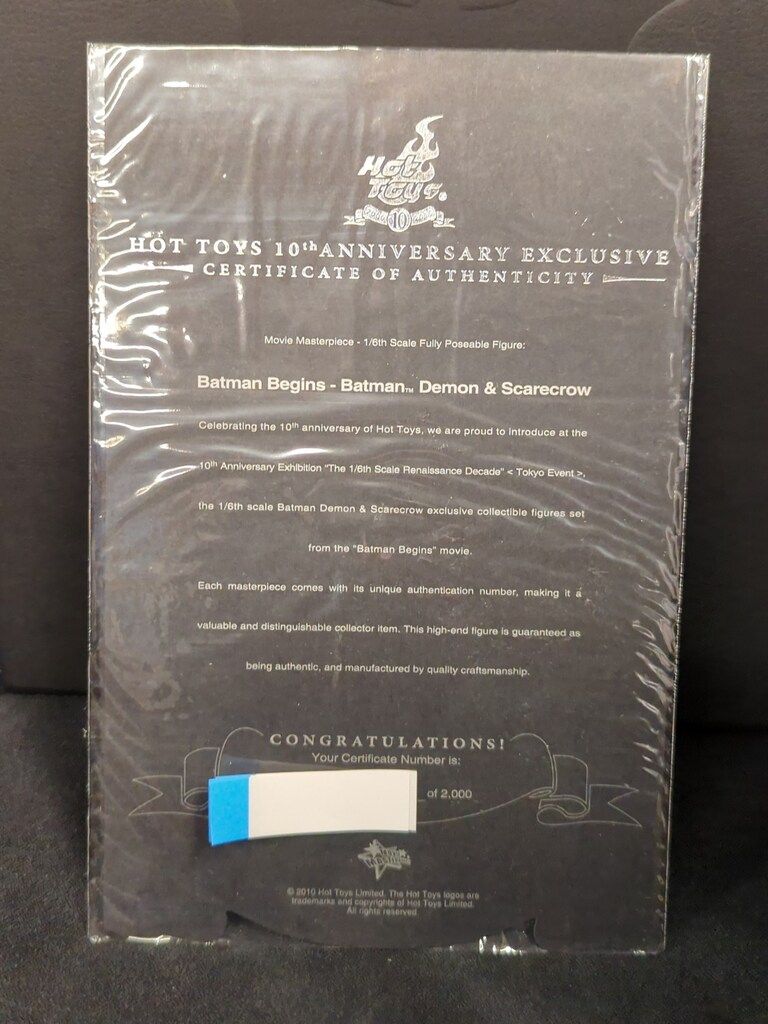 Hot
Toys®
10
HOT TOYS 10th ANNIVERSARY EXCLUSIVE
CERTIFICATE OF AUTHENTICITY
Movie Masterpiece - 1/6th Scale Fully Poseable Figure:
Batman Begins - Batman™ Demon & Scarecrow
Celebrating the 10th anniversary of Hot Toys, we are proud to introduce at the
10th Anniversary Exhibition "The 1/6th Scale Renaissance Decade" < Tokyo Event >,
the 1/6th scale Batman Demon & Scarecrow exclusive collectible figures set
from the "Batman Begins" movie.
Each masterpiece comes with its unique authentication number, making it a
valuable and distinguishable collector item. This high-end figure is guaranteed as
being authentic, and manufactured by quality craftsmanship.
CONGRATULATIONS!
Your Certificate Number is:
of 2,000
© 2010 Hot Toys Limited. The Hot Toys logos are
trademarks and copyrights of Hot Toys Limited.
All rights reserved.